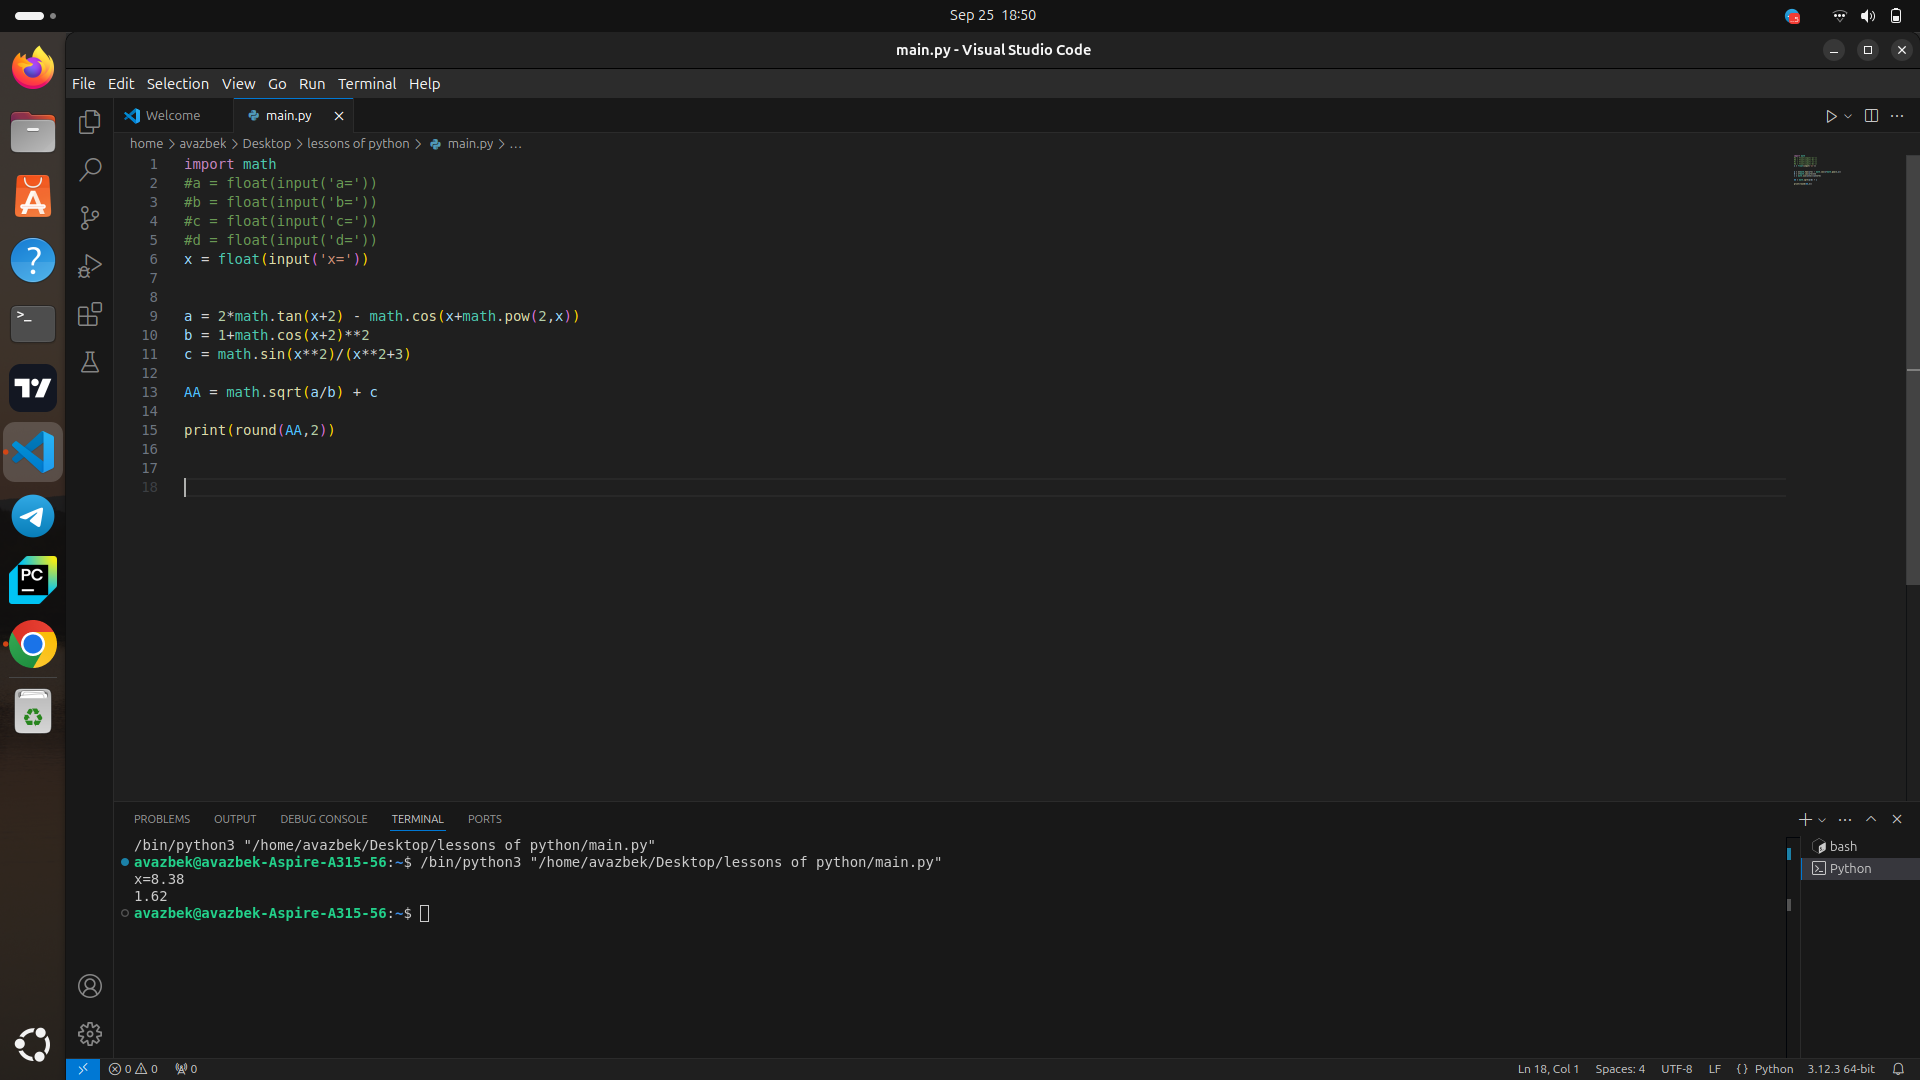 Sep 25 18:50
main.py - Visual Studio Code
File Edit Selection View Go Run Terminal Help
Welcome main.py
home > avazbek > Desktop > lessons of python > main.py > ...
1 import math
2 #a = float(input('a='))
3 #b = float(input('b='))
4 #c = float(input('c='))
5 #d = float(input('d='))
6 x = float(input('x='))
7
8
9 a = 2*math.tan(x+2) - math.cos(x+math.pow(2,x))
10 b = 1+math.cos(x+2)**2
11 c = math.sin(x**2)/(x**2+3)
12
13 AA = math.sqrt(a/b) + c
14
15 print(round(AA,2))
16
17
18
PROBLEMS OUTPUT DEBUG CONSOLE TERMINAL PORTS
/bin/python3 "/home/avazbek/Desktop/lessons of python/main.py"
avazbek@avazbek-Aspire-A315-56:~$ /bin/python3 "/home/avazbek/Desktop/lessons of python/main.py"
x=8.38
1.62
avazbek@avazbek-Aspire-A315-56:~$
bash
Python
PC
0 0 0
Ln 18, Col 1 Spaces: 4 UTF-8 LF {} Python 3.12.3 64-bit